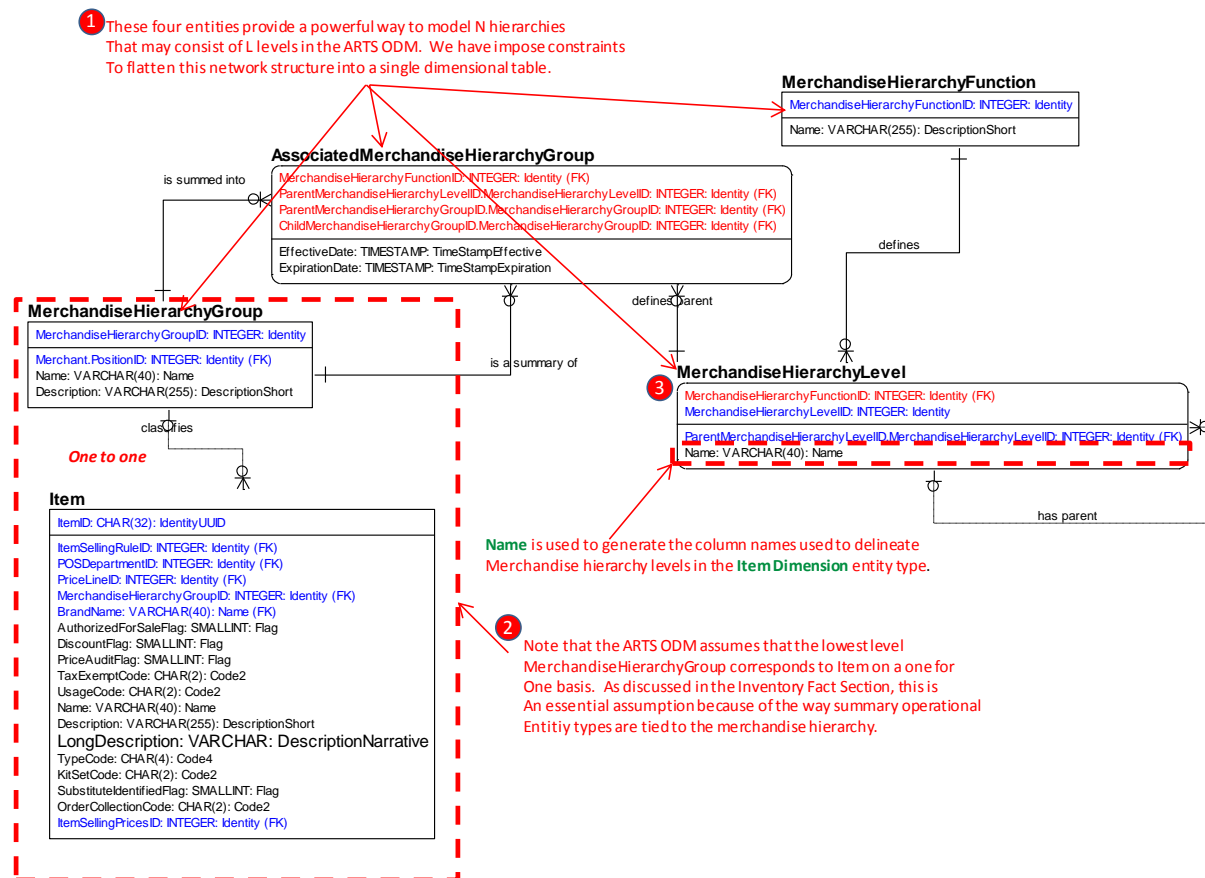 1
These four entities provide a powerful way to model N hierarchies
That may consist of L levels in the ARTS ODM. We have impose constraints
To flatten this network structure into a single dimensional table.
MerchandiseHierarchyFunction
MerchandiseHierarchyFunctionID: INTEGER: Identity
Name: VARCHAR(255): DescriptionShort
AssociatedMerchandiseHierarchyGroup
MerchandiseHierarchyFunctionID: INTEGER: Identity (FK)
ParentMerchandiseHierarchyLevelID.MerchandiseHierarchyLevelID: INTEGER: Identity (FK)
ParentMerchandiseHierarchyGroupID.MerchandiseHierarchyGroupID: INTEGER: Identity (FK)
ChildMerchandiseHierarchyGroupID.MerchandiseHierarchyGroupID: INTEGER: Identity (FK)
EffectiveDate: TIMESTAMP: TimeStampEffective
ExpirationDate: TIMESTAMP: TimeStampExpiration
is summed into
defines
defines parent
is a summary of
MerchandiseHierarchyGroup
MerchandiseHierarchyGroupID: INTEGER: Identity
Merchant.PositionID: INTEGER: Identity (FK)
Name: VARCHAR(40): Name
Description: VARCHAR(255): DescriptionShort
classifies
One to one
3
MerchandiseHierarchyLevel
MerchandiseHierarchyFunctionID: INTEGER: Identity (FK)
MerchandiseHierarchyLevelID: INTEGER: Identity
ParentMerchandiseHierarchyLevelID.MerchandiseHierarchyLevelID: INTEGER: Identity (FK)
Name: VARCHAR(40): Name
has parent
Name is used to generate the column names used to delineate
Merchandise hierarchy levels in the Item Dimension entity type.
Item
ItemID: CHAR(32): IdentityUUID
ItemSellingRuleID: INTEGER: Identity (FK)
POSDepartmentID: INTEGER: Identity (FK)
PriceLineID: INTEGER: Identity (FK)
MerchandiseHierarchyGroupID: INTEGER: Identity (FK)
BrandName: VARCHAR(40): Name (FK)
AuthorizedForSaleFlag: SMALLINT: Flag
DiscountFlag: SMALLINT: Flag
PriceAuditFlag: SMALLINT: Flag
TaxExemptCode: CHAR(2): Code2
UsageCode: CHAR(2): Code2
Name: VARCHAR(40): Name
Description: VARCHAR(255): DescriptionShort
LongDescription: VARCHAR: DescriptionNarrative
TypeCode: CHAR(4): Code4
KitSetCode: CHAR(2): Code2
SubstituteIdentifiedFlag: SMALLINT: Flag
OrderCollectionCode: CHAR(2): Code2
ItemSellingPricesID: INTEGER: Identity (FK)
2
Note that the ARTS ODM assumes that the lowest level
MerchandiseHierarchyGroup corresponds to Item on a one for
One basis. As discussed in the Inventory Fact Section, this is
An essential assumption because of the way summary operational
Entitiy types are tied to the merchandise hierarchy.